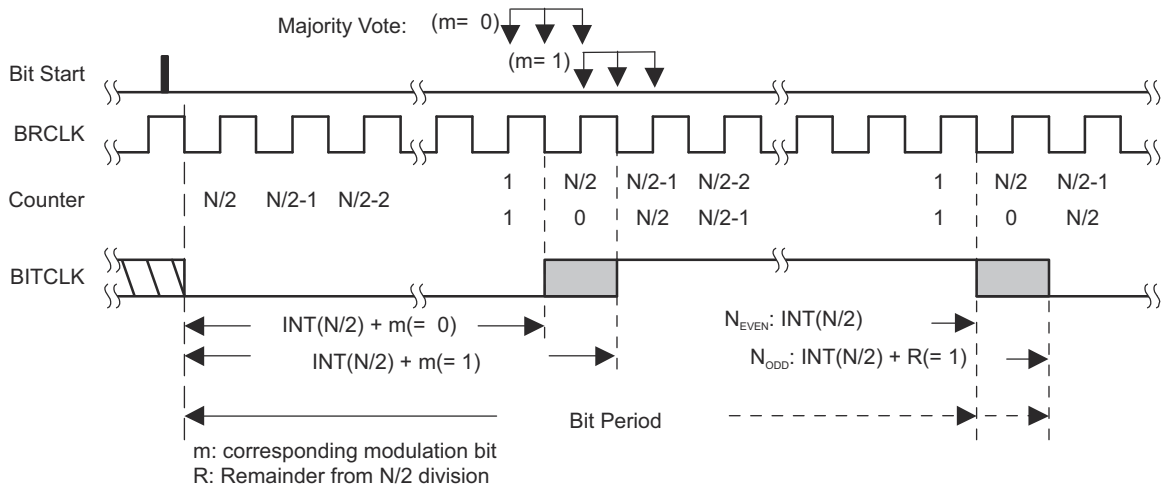 Majority Vote: (m= 0)
(m= 1)
Bit Start
BRCLK
Counter
1 N/2 N/2-1 N/2-2 1 N/2 N/2-1
N/2 N/2-1 N/2-2
1 0 N/2 N/2-1 1 0 N/2
BITCLK
INT(N/2) + m(= 0)
NEVEN: INT(N/2)
INT(N/2) + m(= 1)
NODD: INT(N/2) + R(= 1)
Bit Period
m: corresponding modulation bit
R: Remainder from N/2 division